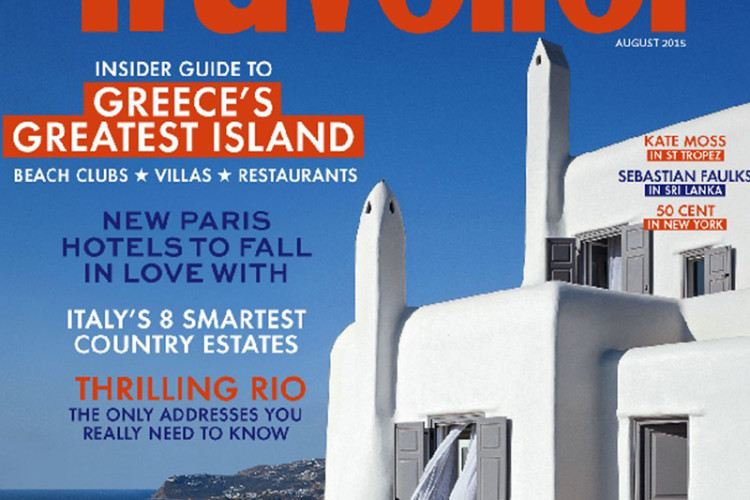 Traveller
AUGUST 2015
INSIDER GUIDE TO
GREECE'S
GREATEST ISLAND
BEACH CLUBS ★ VILLAS ★ RESTAURANTS
NEW PARIS
HOTELS TO FALL
IN LOVE WITH
ITALY'S 8 SMARTEST
COUNTRY ESTATES
THRILLING RIO
THE ONLY ADDRESSES YOU
REALLY NEED TO KNOW
KATE MOSS
IN ST TROPEZ
SEBASTIAN FAULKS
IN SRI LANKA
50 CENT
IN NEW YORK